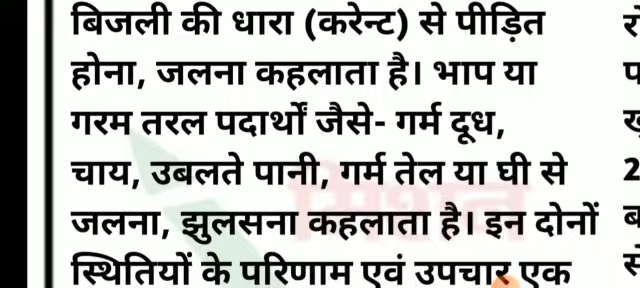 बिजली की धारा (करेन्ट) से पीड़ित
होना, जलना कहलाता है। भाप या
गरम तरल पदार्थों जैसे- गर्म दूध,
चाय, उबलते पानी, गर्म तेल या घी से
जलना, झुलसना कहलाता है। इन दोनों
स्थितियों के परिणाम एवं उपचार एक